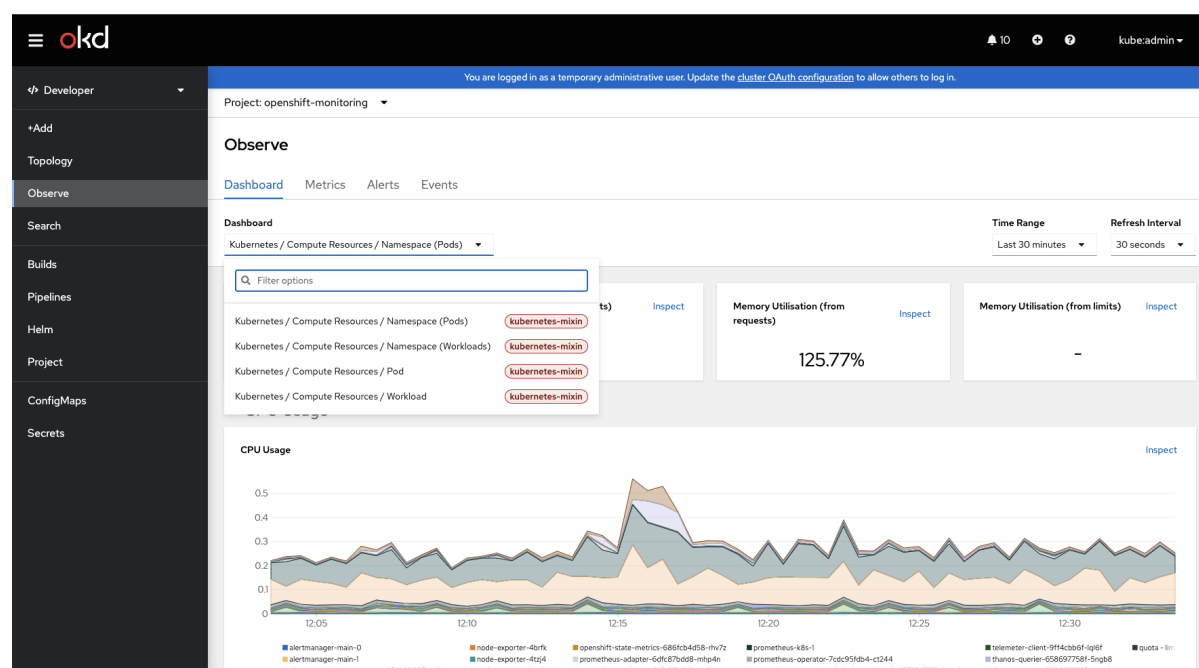 okd
10
kube:admin
You are logged in as a temporary administrative user. Update the cluster OAuth configuration to allow others to log in.
Developer
+Add
Topology
Observe
Search
Builds
Pipelines
Helm
Project
ConfigMaps
Secrets
Project: openshift-monitoring
Observe
Dashboard Metrics Alerts Events
Dashboard
Kubernetes / Compute Resources / Namespace (Pods)
Time Range
Last 30 minutes
Refresh Interval
30 seconds
Filter options
Kubernetes / Compute Resources / Namespace (Pods) kubernetes-mixin
Kubernetes / Compute Resources / Namespace (Workloads) kubernetes-mixin
Kubernetes / Compute Resources / Pod kubernetes-mixin
Kubernetes / Compute Resources / Workload kubernetes-mixin
ts) Inspect
Memory Utilisation (from
requests)
Inspect
125.77%
Memory Utilisation (from limits) Inspect
-
CPU Usage Inspect
0.5
0.4
0.3
0.2
0.1
0
12:05 12:10 12:15 12:20 12:25 12:30
alertmanager-main-0 node-exporter-4brfk openshift-state-metrics-686fcb4d58-rhv7z prometheus-k8s-1 telemeter-client-9ff4cbb6f-lql6f quota - lim
alertmanager-main-1 node-exporter-4tzj4 prometheus-adapter-6dfc87bdd8-mhp4n prometheus-operator-7cdc95fdb4-ct244 thanos-querier-658697758f-5ngb8